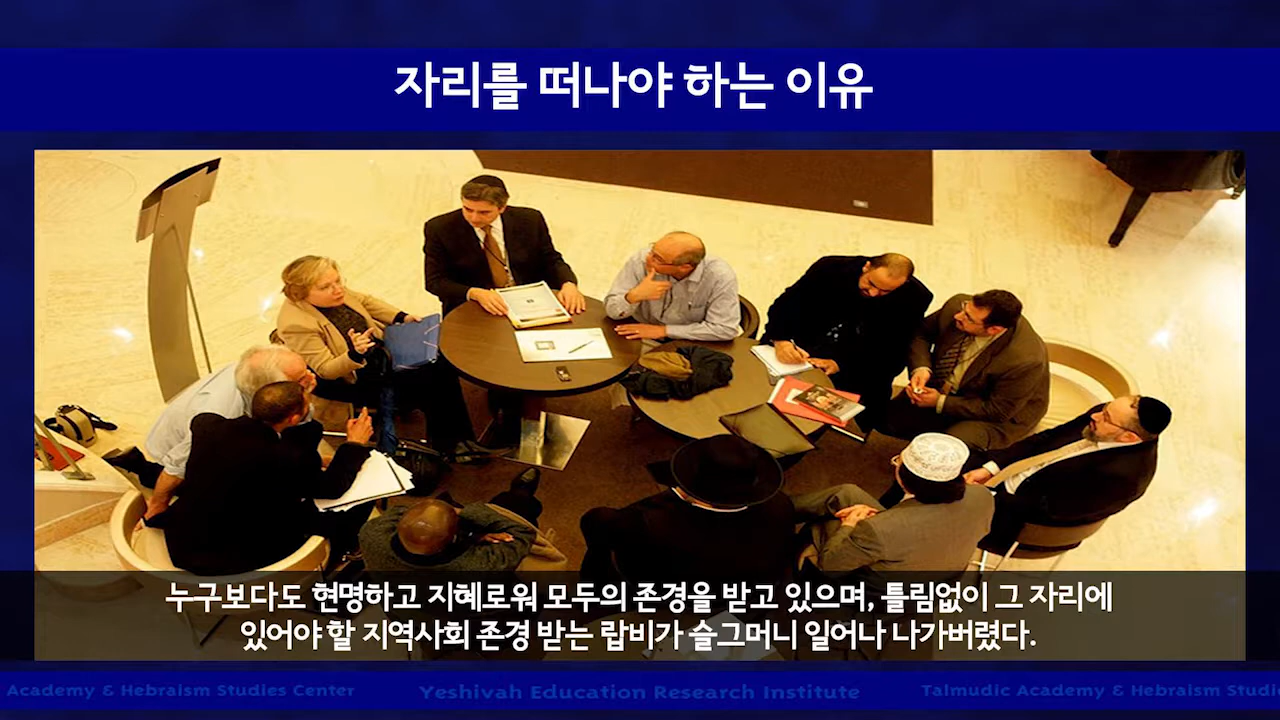 자리를 떠나야 하는 이유
누구보다도 현명하고 지혜로워 모두의 존경을 받고 있으며, 틀림없이 그 자리에
있어야 할 지역사회 존경 받는 랍비가 슬그머니 일어나 나가버렸다.
Academy & Hebraism Studies Center Yeshivah Education Research Institute Talmudic Academy & Hebraism Studie